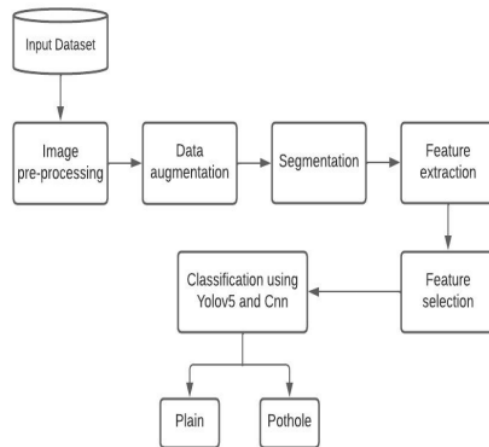 Input Dataset
Image
pre-processing
Data
augmentation
Segmentation
Feature
extraction
Classification using
Yolov5 and Cnn
Feature
selection
Plain
Pothole